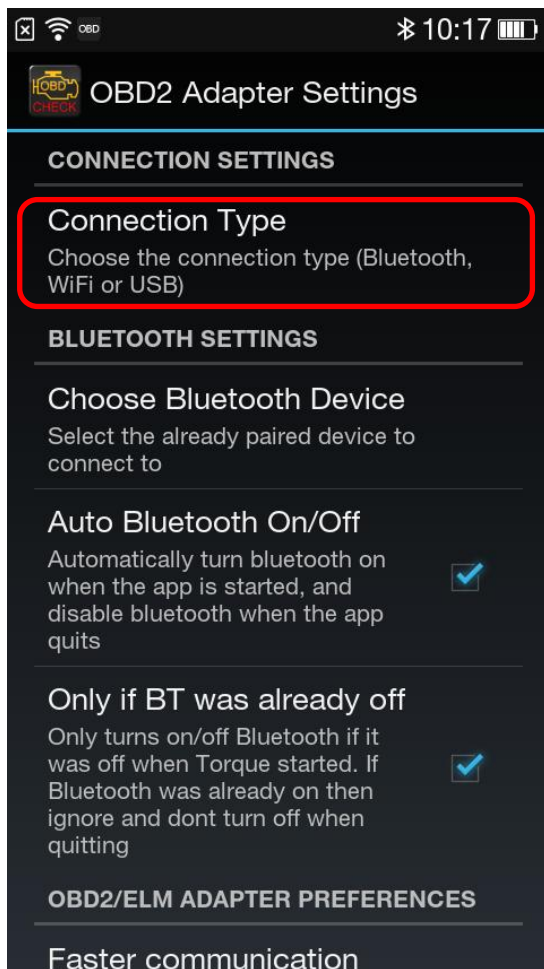 OBD 10:17
OBD CHECK OBD2 Adapter Settings
CONNECTION SETTINGS
Connection Type
Choose the connection type (Bluetooth,
WiFi or USB)
BLUETOOTH SETTINGS
Choose Bluetooth Device
Select the already paired device to
connect to
Auto Bluetooth On/Off
Automatically turn bluetooth on
when the app is started, and
disable bluetooth when the app
quits
Only if BT was already off
Only turns on/off Bluetooth if it
was off when Torque started. If
Bluetooth was already on then
ignore and dont turn off when
quitting
OBD2/ELM ADAPTER PREFERENCES
Faster communication